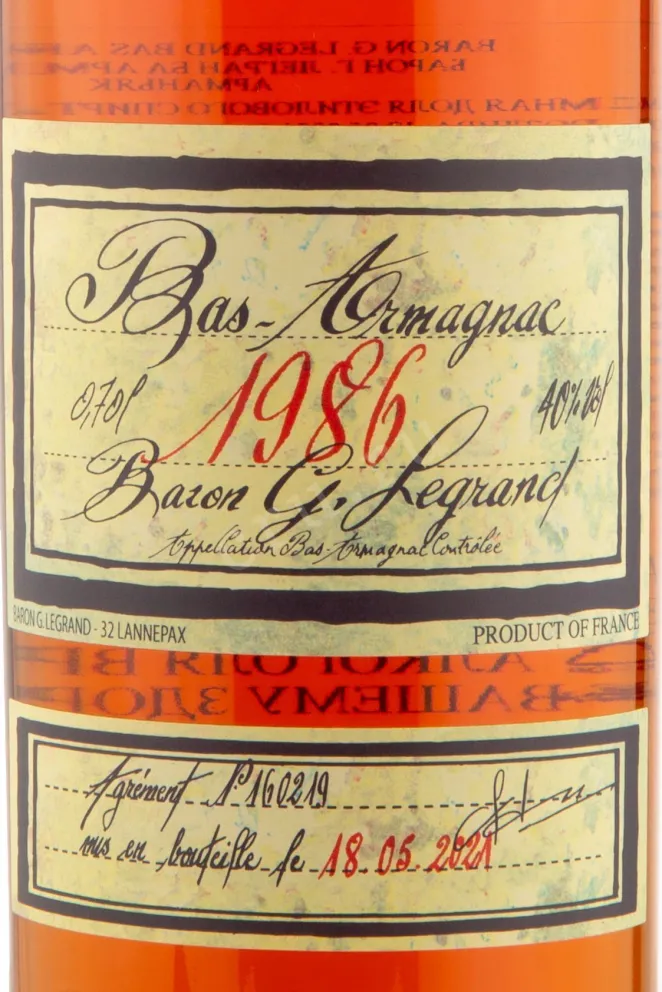 Bas-Armagnac
0,70l 1986 40% Vol
Baron G. Legrand
Appellation Bas-Armagnac Contrôlée
BARON G. LEGRAND - 32 LANNEPAX
PRODUCT OF FRANCE
Agrément N° 160219
mis en bouteille le 18.05.2021